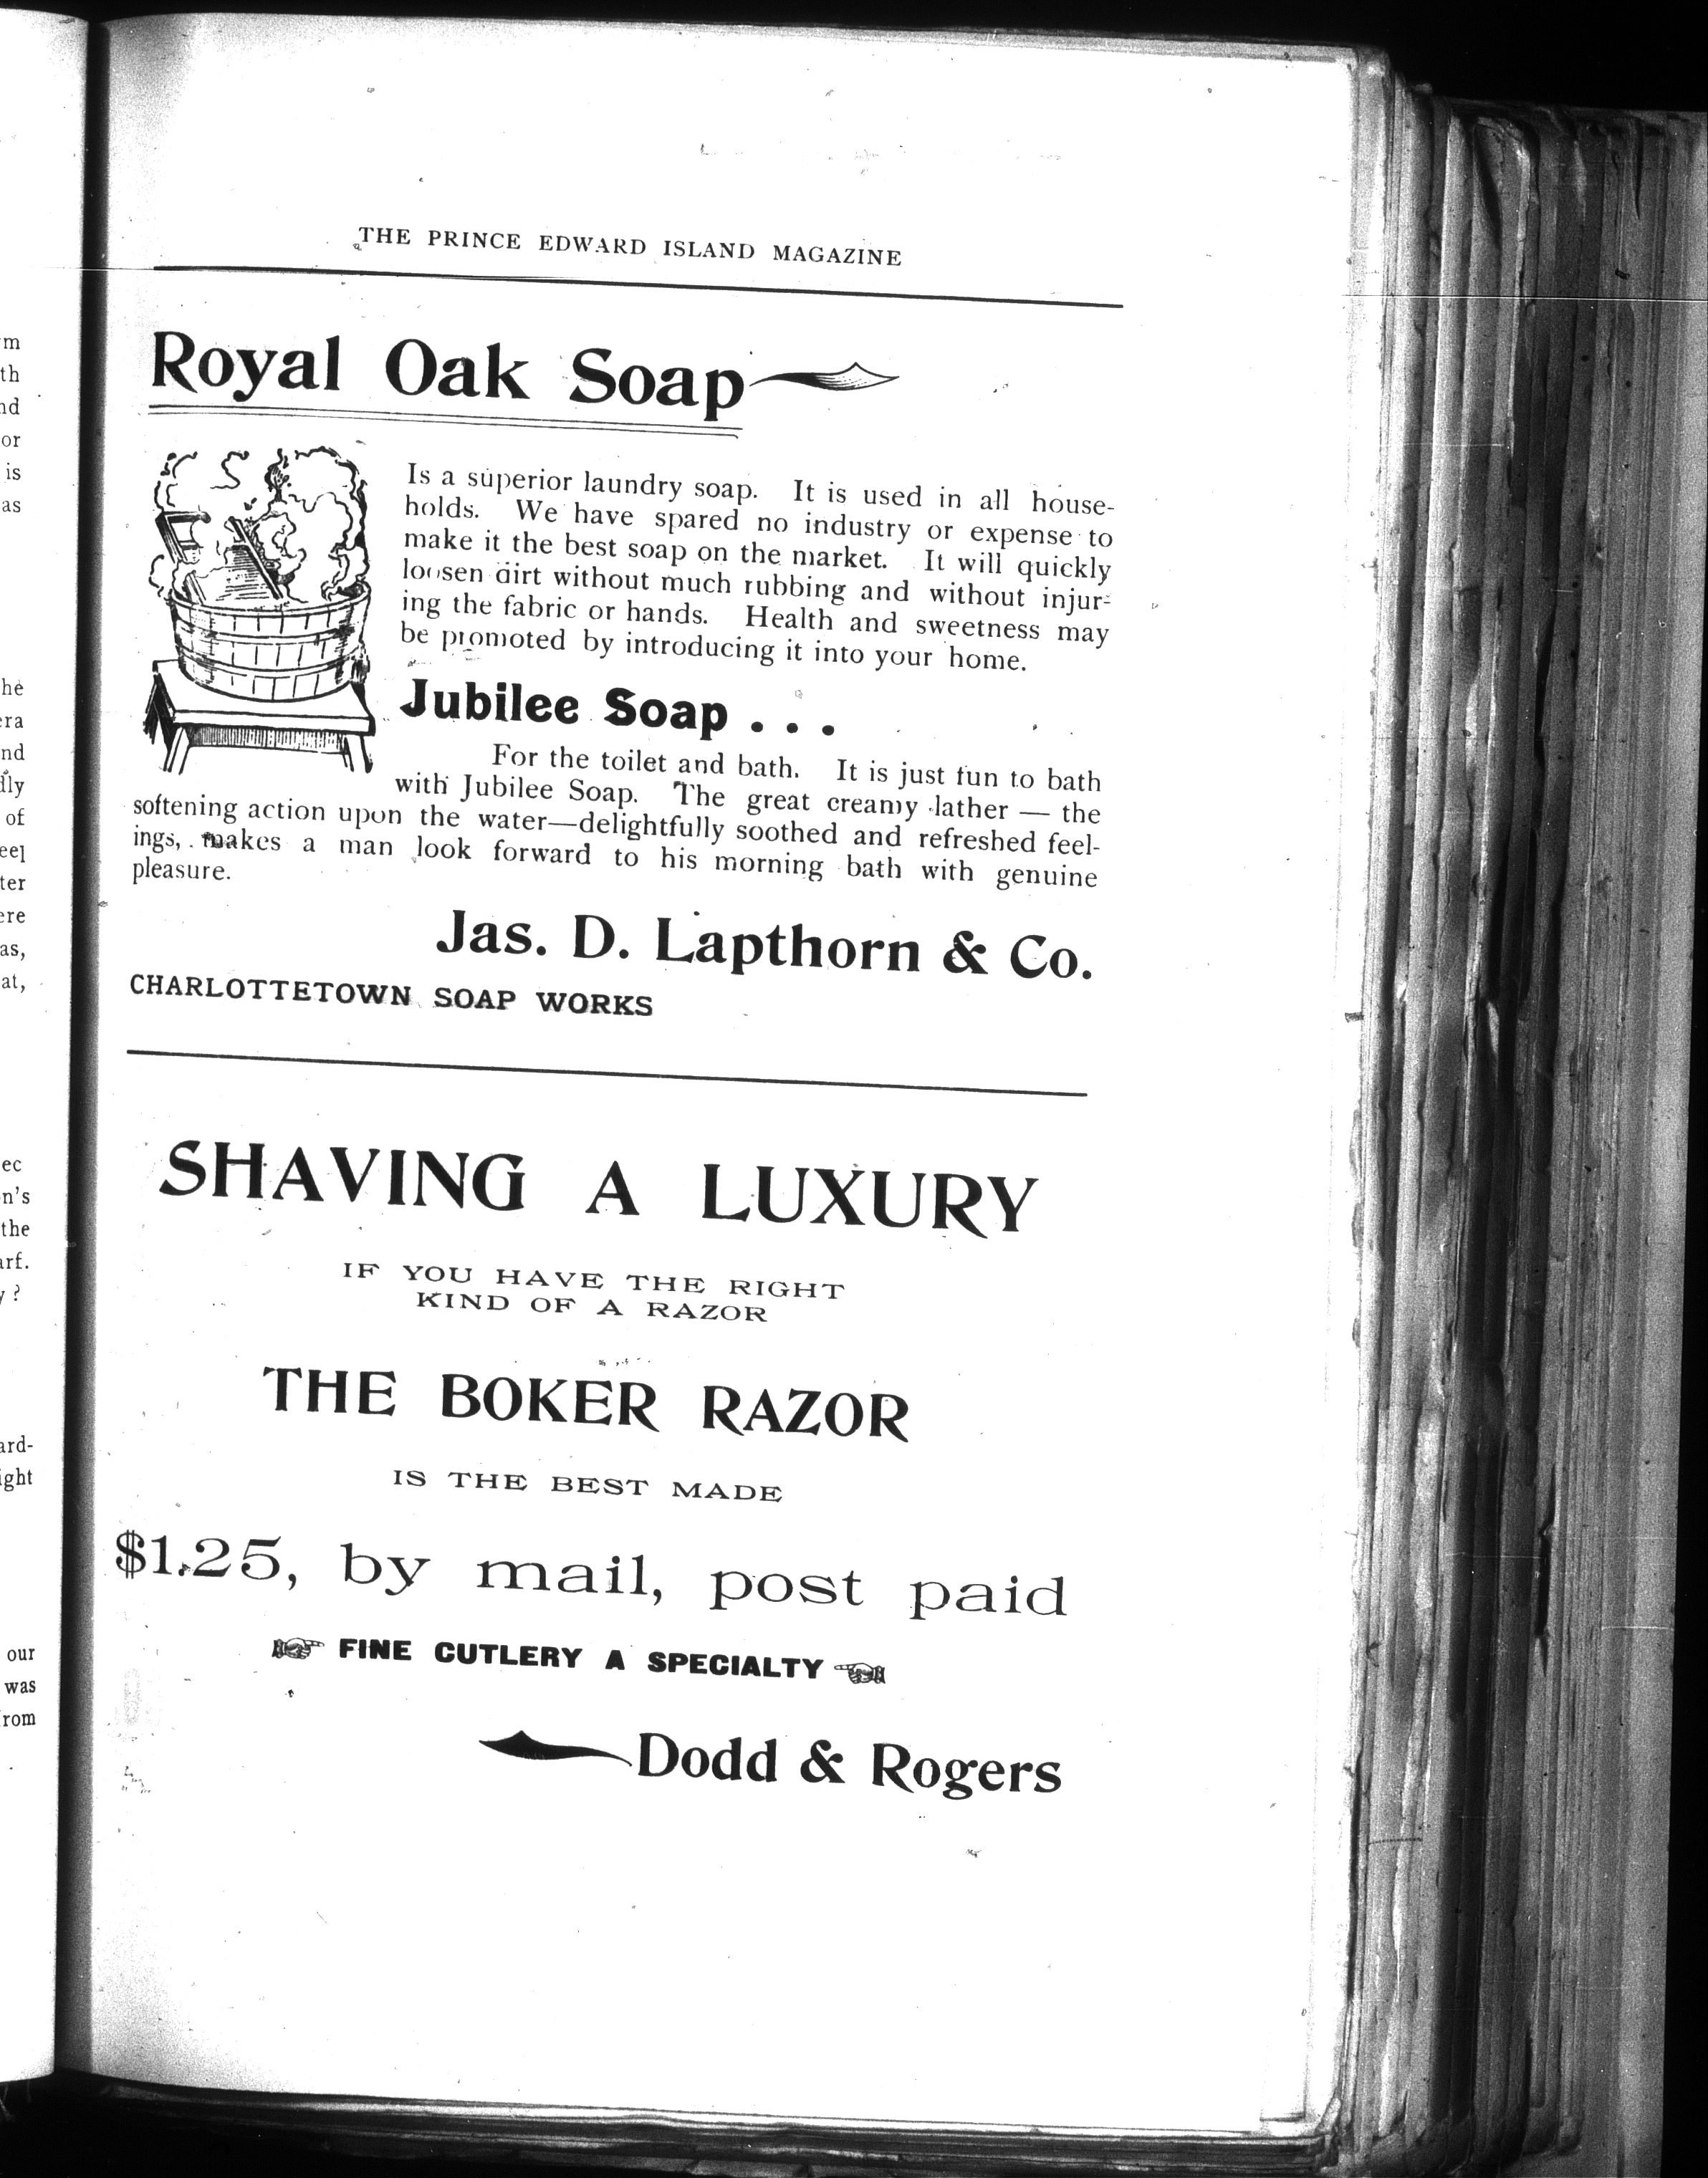 THE PRINCE EDWARD ISLAND MAGAZINE
Royal Oak Soap
Is a superior laundry soap. It is used in all house-
holds. We have spared no industry or expense to
make it the best soap on the market. It will quickly
loosen dirt without much rubbing and without injur-
ing the fabric or hands. Health and sweetness may
be promoted by introducing it into your home.
Jubilee Soap . . .
For the toilet and bath. It is just fun to bath
with Jubilee Soap. The great creamy lather — the
softening action upon the water—delightfully soothed and refreshed feel-
ings, makes a man look forward to his morning bath with genuine
pleasure.
Jas. D. Lapthorn & Co.
CHARLOTTETOWN SOAP WORKS
SHAVING A LUXURY
IF YOU HAVE THE RIGHT
KIND OF A RAZOR
THE BOKER RAZOR
IS THE BEST MADE
$1.25, by mail, post paid
FINE CUTLERY A SPECIALTY
Dodd & Rogers